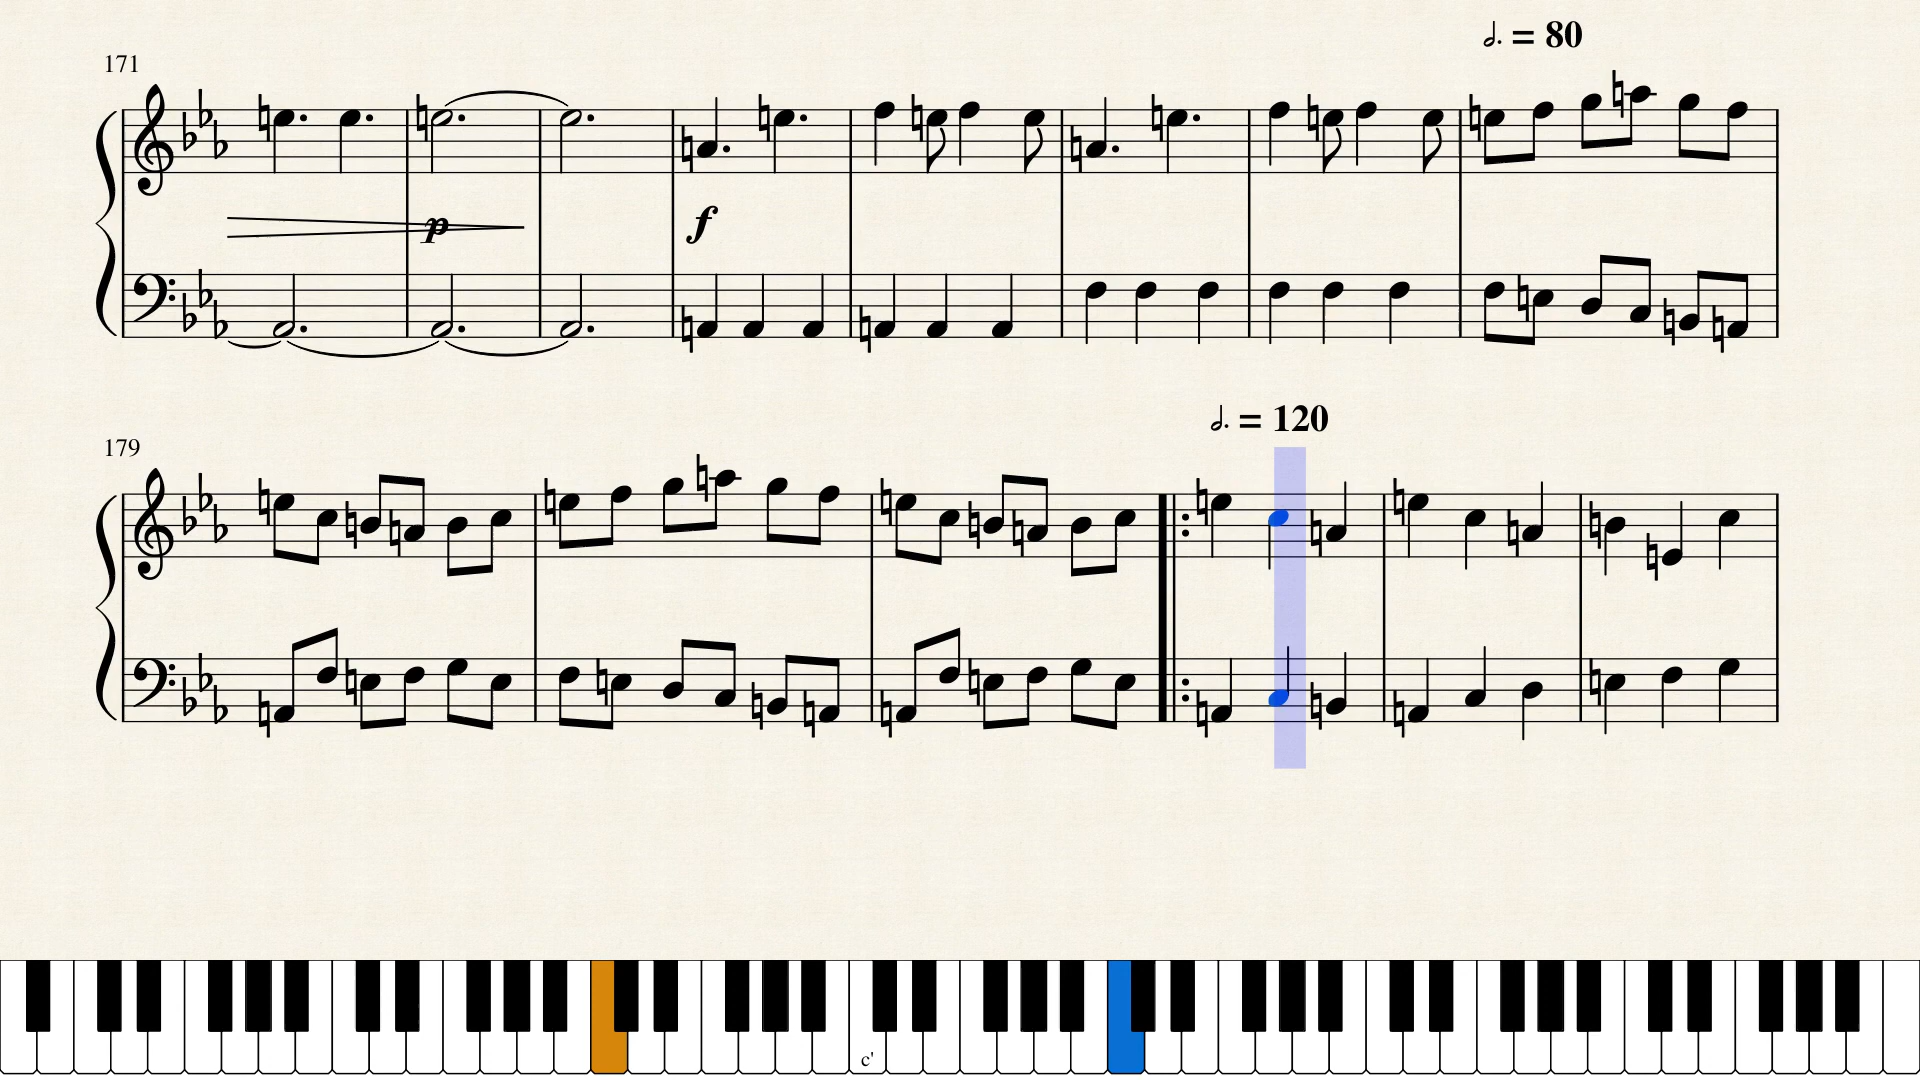 𝅗𝅥. = 80
171
p
f
𝅗𝅥. = 120
179
c'